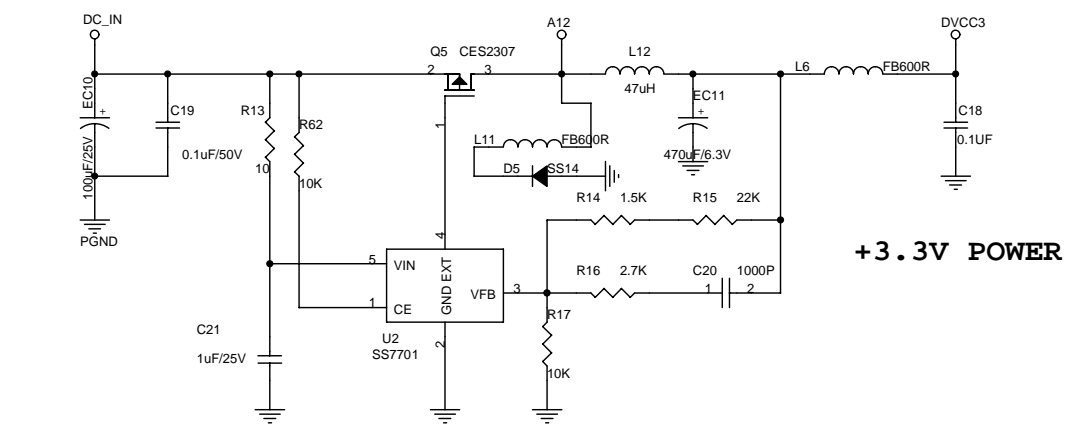 DC_IN
A12
DVCC3
Q5 CES2307
2
3
1
L12
47uH
L6
FB600R
EC10
100uF/25V
+
C19
0.1uF/50V
R13
10
R62
10K
EC11
+
470uF/6.3V
C18
0.1UF
L11
FB600R
D5
SS14
PGND
R14 1.5K
R15 22K
+3.3V POWER
4
5
VIN
GND EXT
VFB
3
1
CE
2
R16 2.7K
C20 1000P
1
2
R17
10K
U2
SS7701
C21
1uF/25V